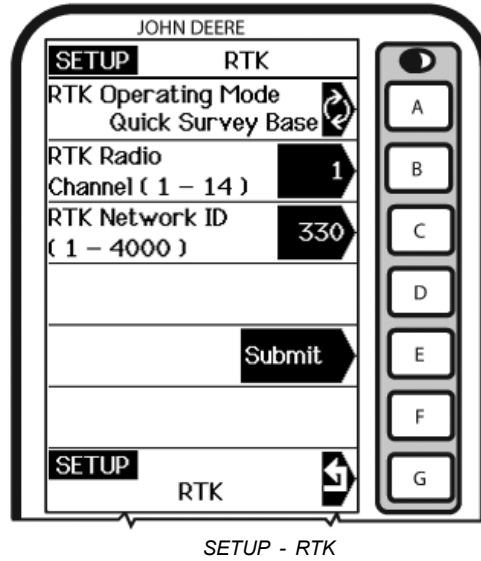 JOHN DEERE
SETUP RTK
RTK Operating Mode
Quick Survey Base
A
RTK Radio
Channel ( 1 – 14 )
1
B
RTK Network ID
( 1 – 4000 )
330
C
D
Submit
E
F
SETUP
RTK
G
SETUP - RTK